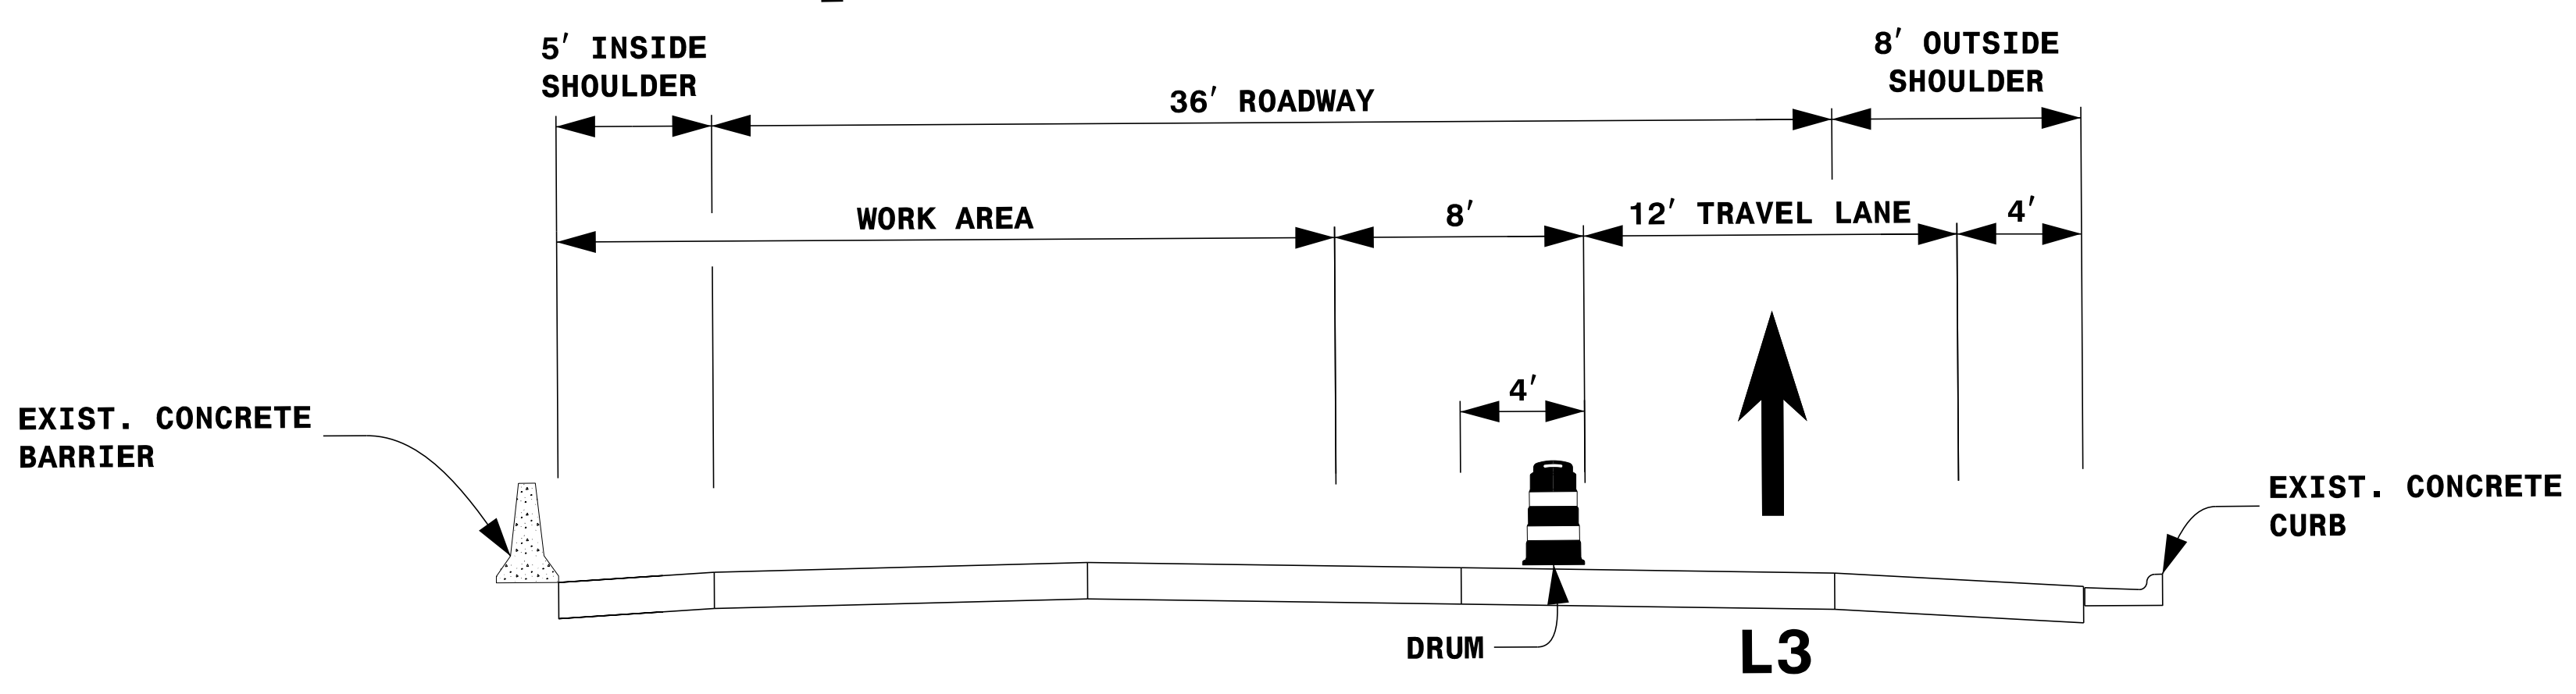 5' INSIDE
SHOULDER
36' ROADWAY
8' OUTSIDE
SHOULDER
WORK AREA
8'
12' TRAVEL LANE
4'
4'
EXIST. CONCRETE
BARRIER
EXIST. CONCRETE
CURB
DRUM
L3